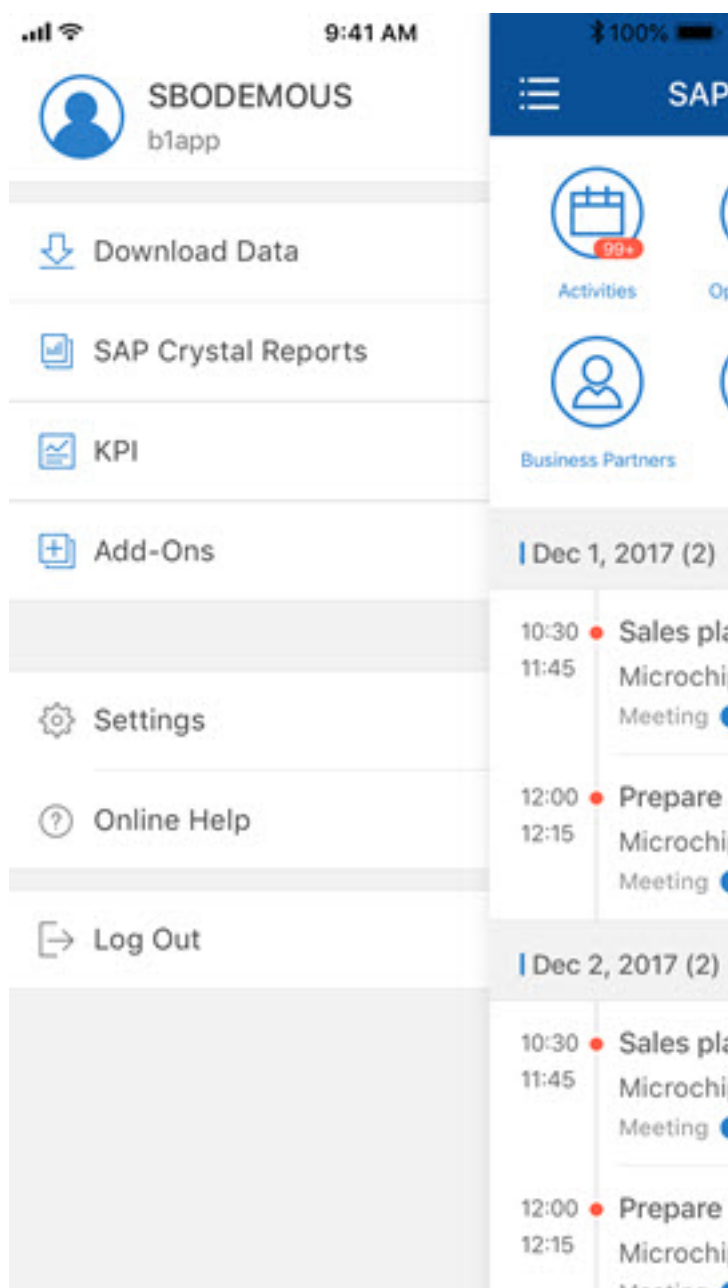 9:41 AM
100%
SBODEMOUS
b1app
Download Data
SAP Crystal Reports
KPI
Add-Ons
Settings
Online Help
Log Out
SAP
99+
Activities
Business Partners
Dec 1, 2017 (2)
10:30 Sales
11:45
Meeting
12:00 Prepare
12:15
Meeting
Dec 2, 2017 (2)
10:30 Sales
11:45
Meeting
12:00 Prepare
12:15